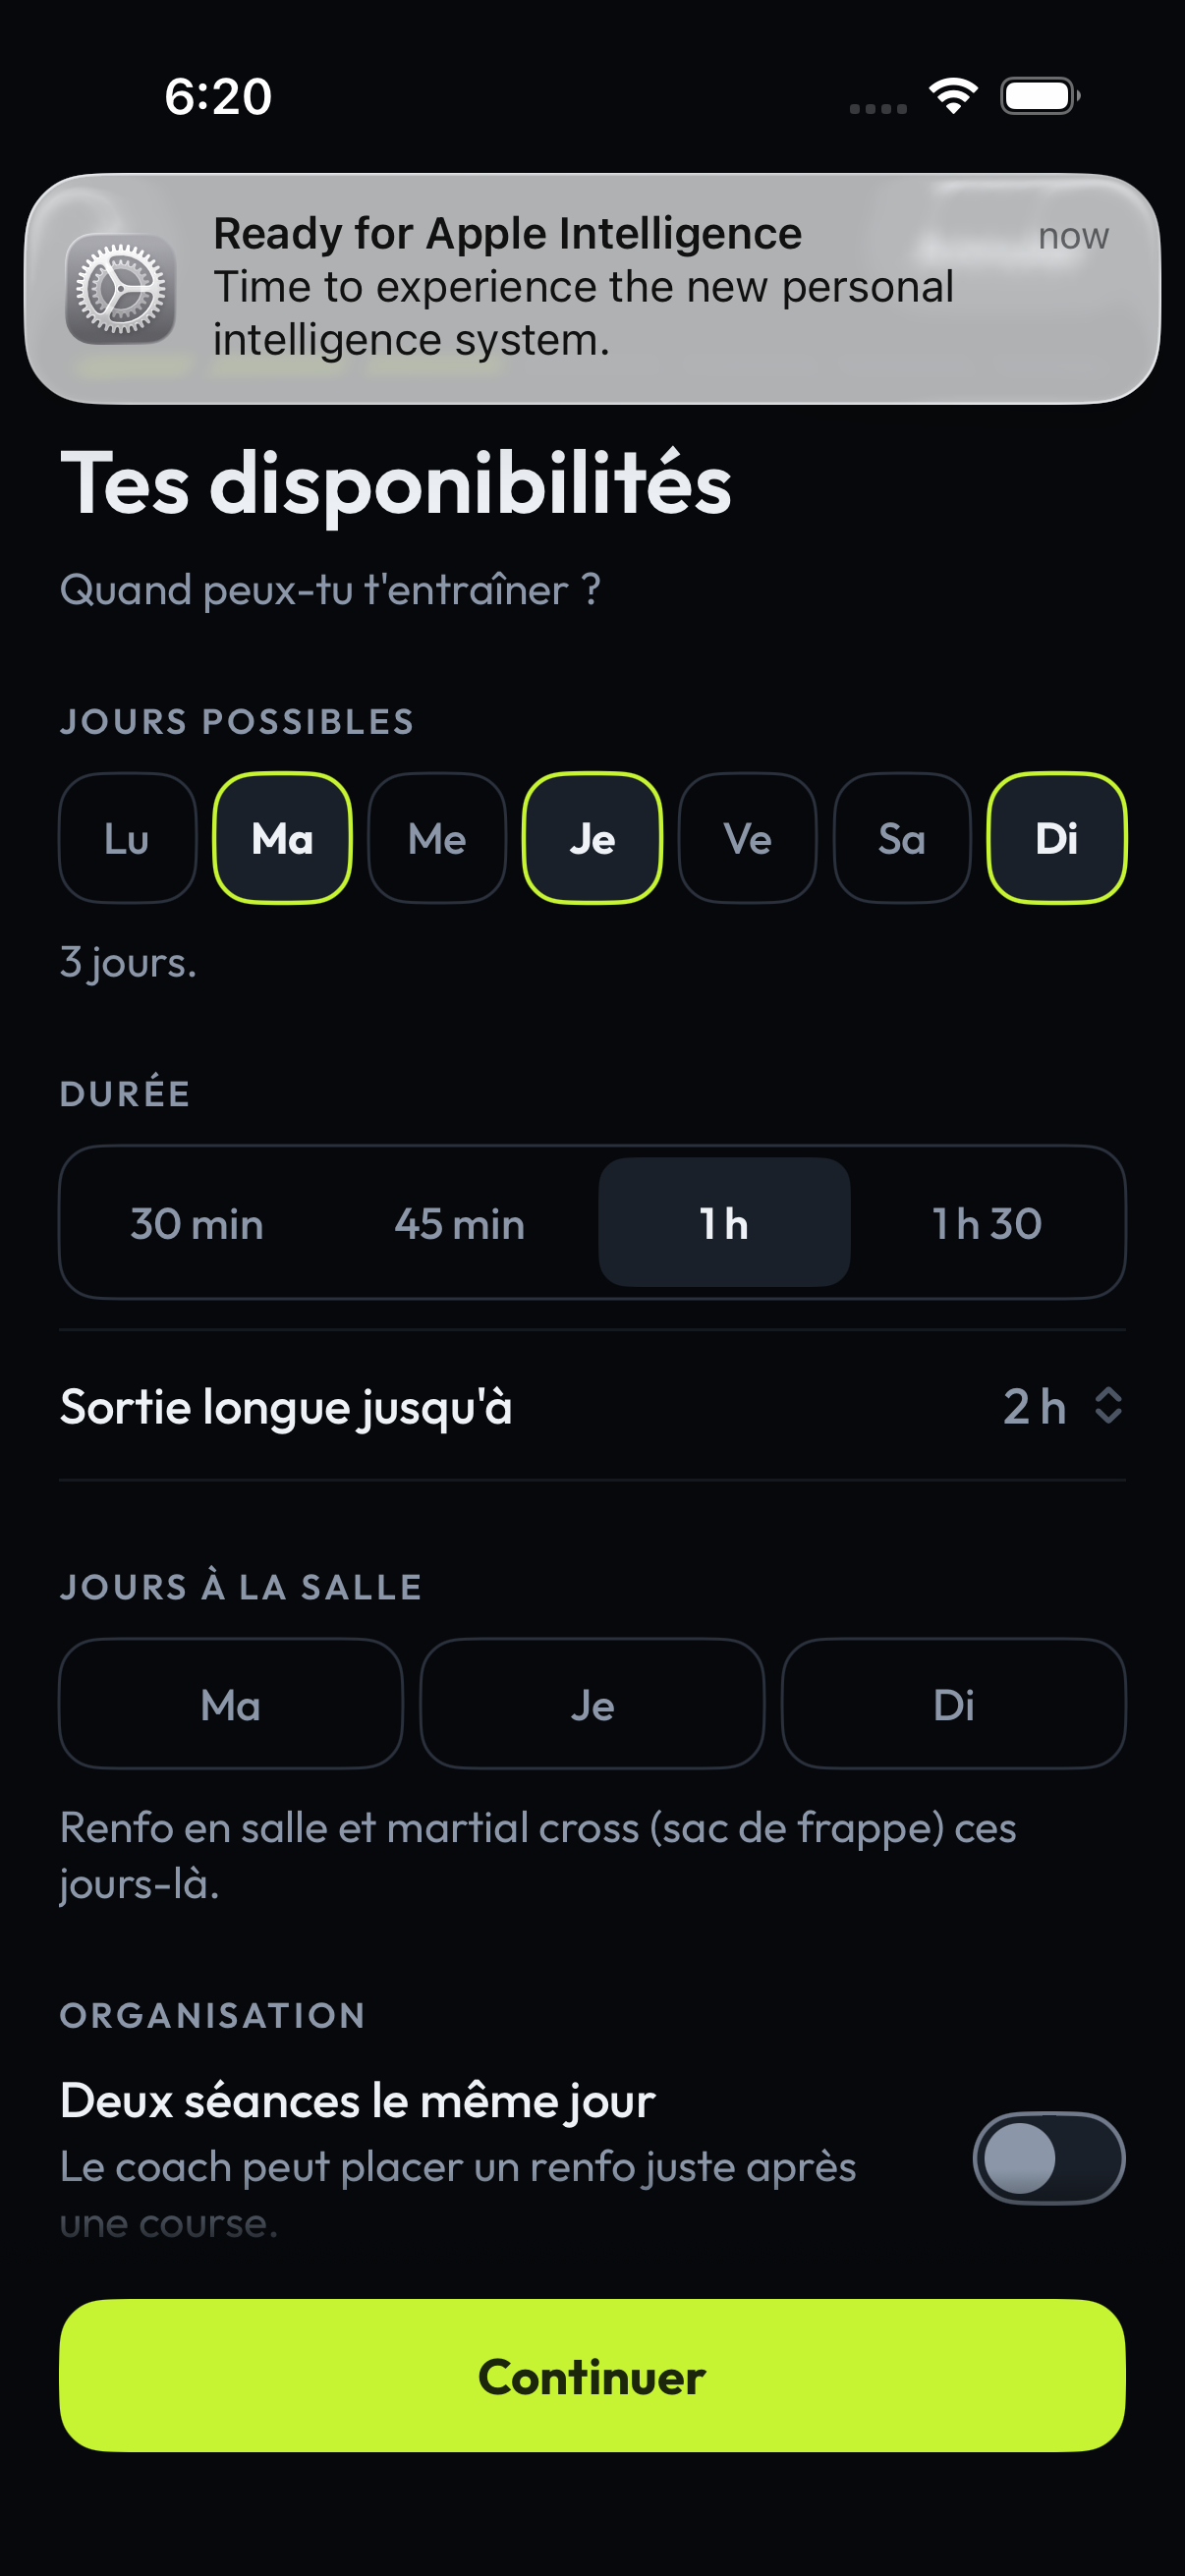 6:20
Ready for Apple Intelligence
now
Time to experience the new personal
intelligence system.
Tes disponibilités
Quand peux-tu t'entraîner ?
JOURS POSSIBLES
Lu Ma Me Je Ve Sa Di
3 jours.
DURÉE
30 min 45 min 1 h 1 h 30
Sortie longue jusqu'à 2 h
JOURS À LA SALLE
Ma Je Di
Renfo en salle et martial cross (sac de frappe) ces
jours-là.
ORGANISATION
Deux séances le même jour
Le coach peut placer un renfo juste après
une course.
Continuer